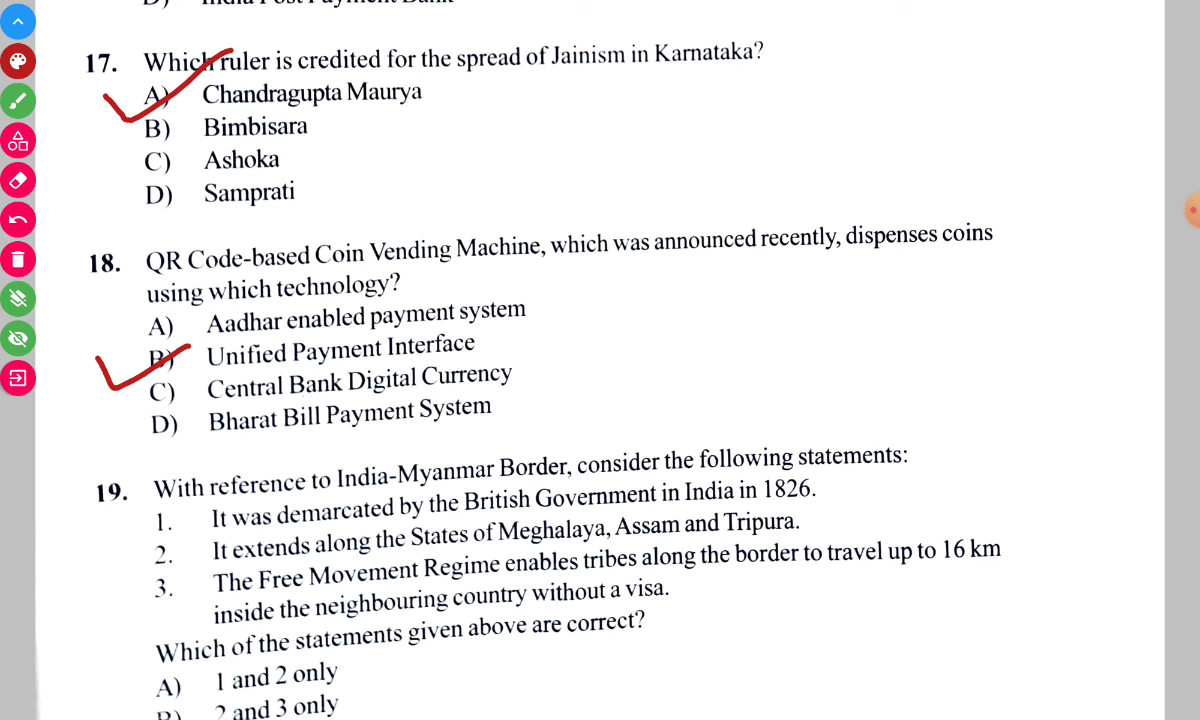 17. Which ruler is credited for the spread of Jainism in Karnataka?
A) Chandragupta Maurya
B) Bimbisara
C) Ashoka
D) Samprati
18. QR Code-based Coin Vending Machine, which was announced recently, dispenses coins
using which technology?
A) Aadhar enabled payment system
B) Unified Payment Interface
C) Central Bank Digital Currency
D) Bharat Bill Payment System
19. With reference to India-Myanmar Border, consider the following statements:
1. It was demarcated by the British Government in India in 1826.
2. It extends along the States of Meghalaya, Assam and Tripura.
3. The Free Movement Regime enables tribes along the border to travel up to 16 km
inside the neighbouring country without a visa.
Which of the statements given above are correct?
A) 1 and 2 only
B) 2 and 3 only